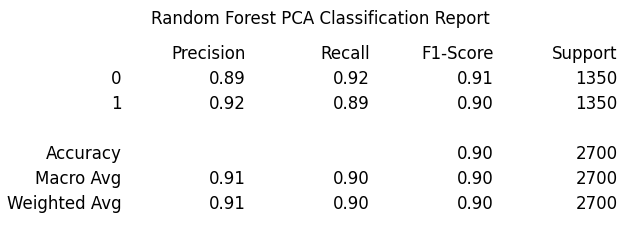 Random Forest PCA Classification Report
Precision Recall F1-Score Support
0 0.89 0.92 0.91 1350
1 0.92 0.89 0.90 1350
Accuracy 0.90 2700
Macro Avg 0.91 0.90 0.90 2700
Weighted Avg 0.91 0.90 0.90 2700